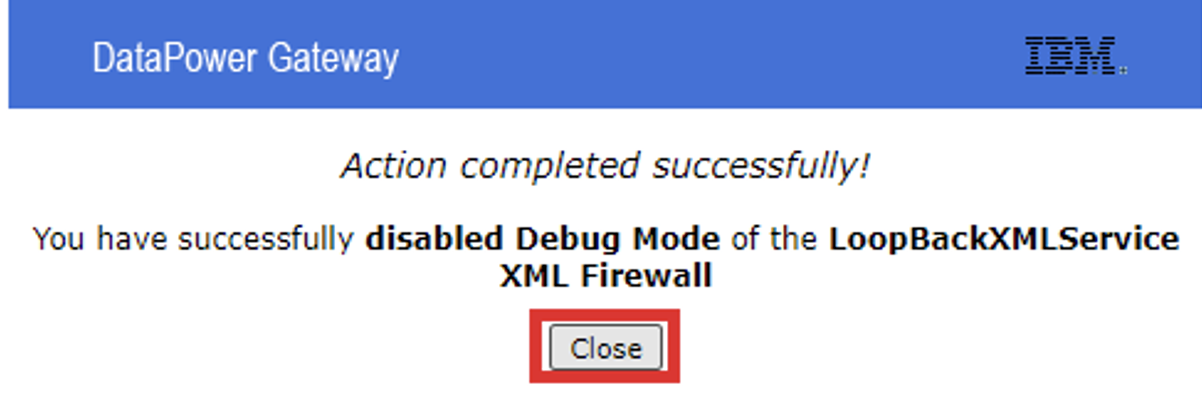 DataPower Gateway
IBM.
Action completed successfully!
You have successfully disabled Debug Mode of the LoopBackXMLService
XML Firewall
Close